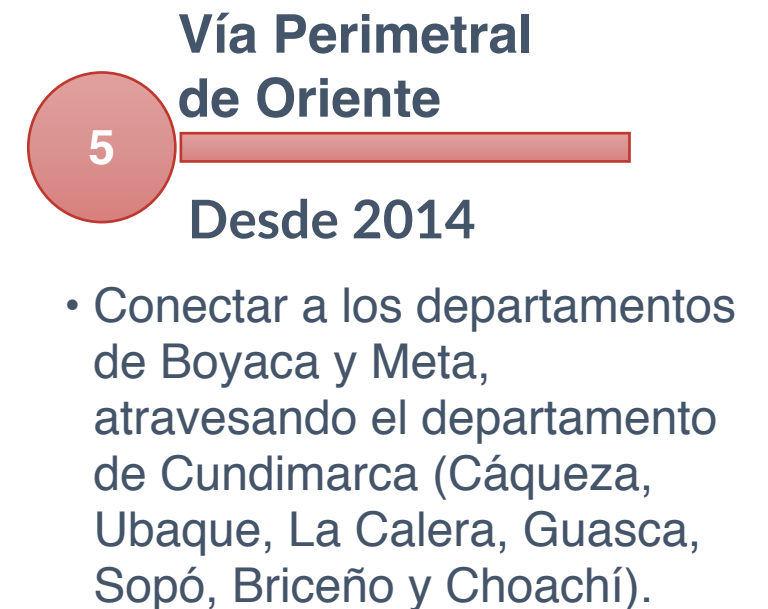 Vía Perimetral
de Oriente
5
Desde 2014
• Conectar a los departamentos
de Boyaca y Meta,
atravesando el departamento
de Cundimarca (Cáqueza,
Ubaque, La Calera, Guasca,
Sopó, Briceño y Choachí).